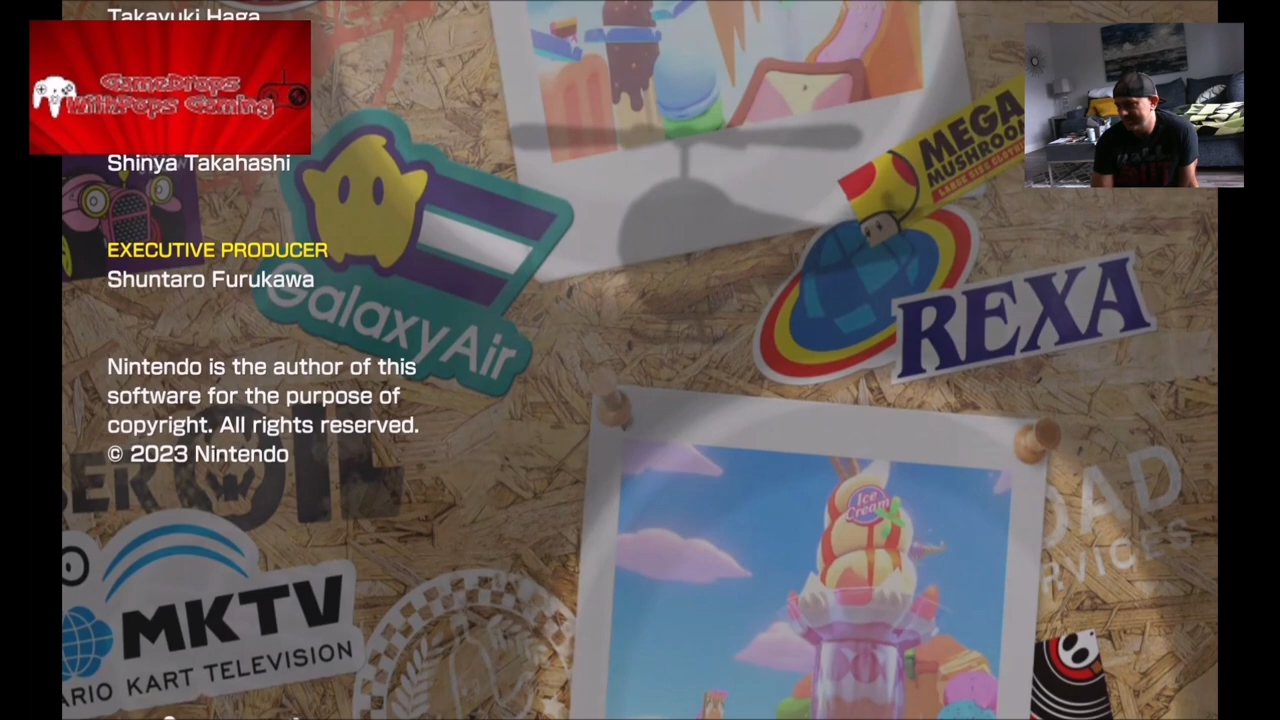 Takayuki Haga
GameDrops
WithPops Gaming
Shinya Takahashi
EXECUTIVE PRODUCER
Shuntaro Furukawa
Nintendo is the author of this
software for the purpose of
copyright. All rights reserved.
© 2023 Nintendo
GalaxyAir
MEGA
MUSHROOM
REXA
Ice
Cream
MKTV
ARIO KART TELEVISION
OAD
RVICES